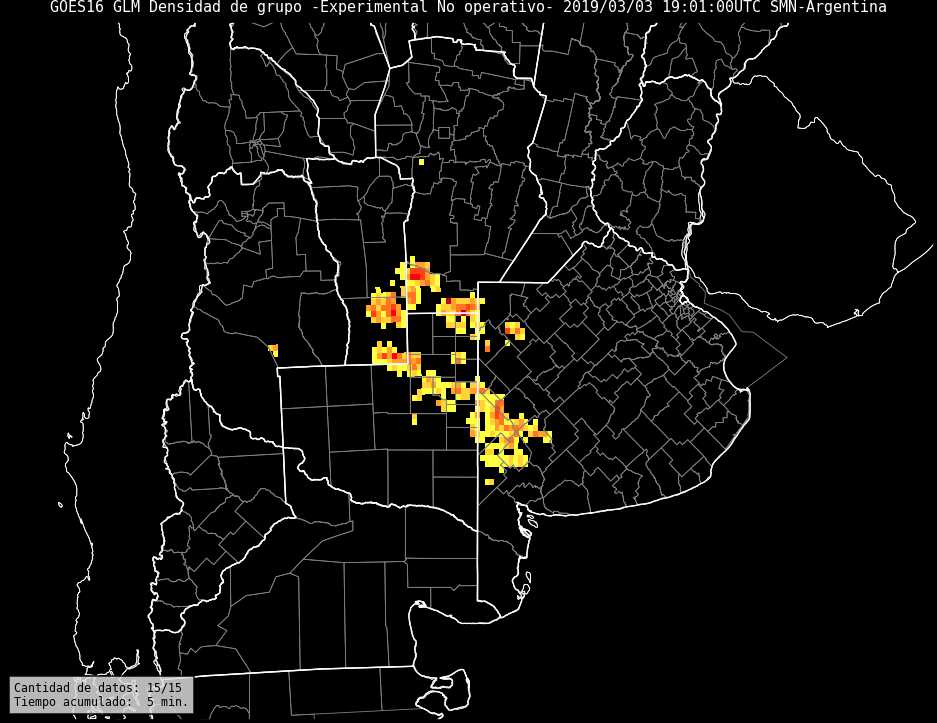 GOES16 GLM Densidad de grupo -Experimental No operativo- 2019/03/03 19:01:00UTC SMN-Argentina
Cantidad de datos: 15/15
Tiempo acumulado:  5 min.